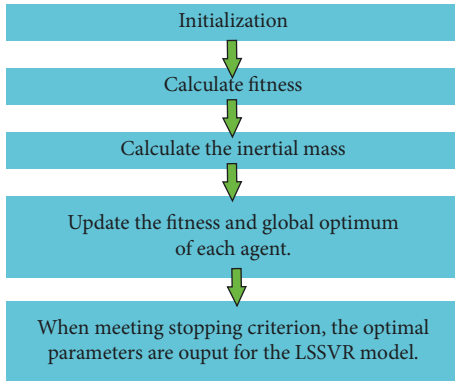 Initialization
Calculate fitness
Calculate the inertial mass
Update the fitness and global optimum
of each agent.
When meeting stopping criterion, the optimal
parameters are ouput for the LSSVR model.